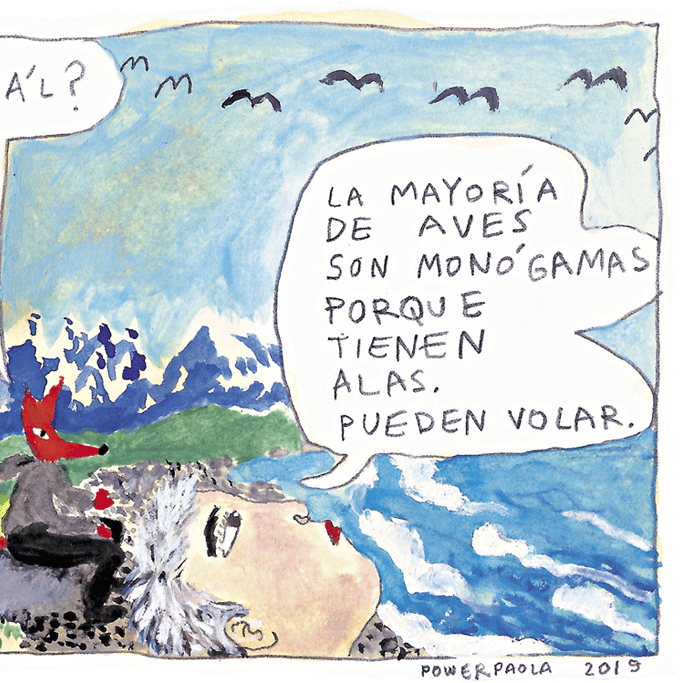 Á'L?
LA MAYORÍA
DE AVES
SON MONÓGAMAS
PORQUE
TIENEN
ALAS.
PUEDEN VOLAR.
POWERPAOLA 2019